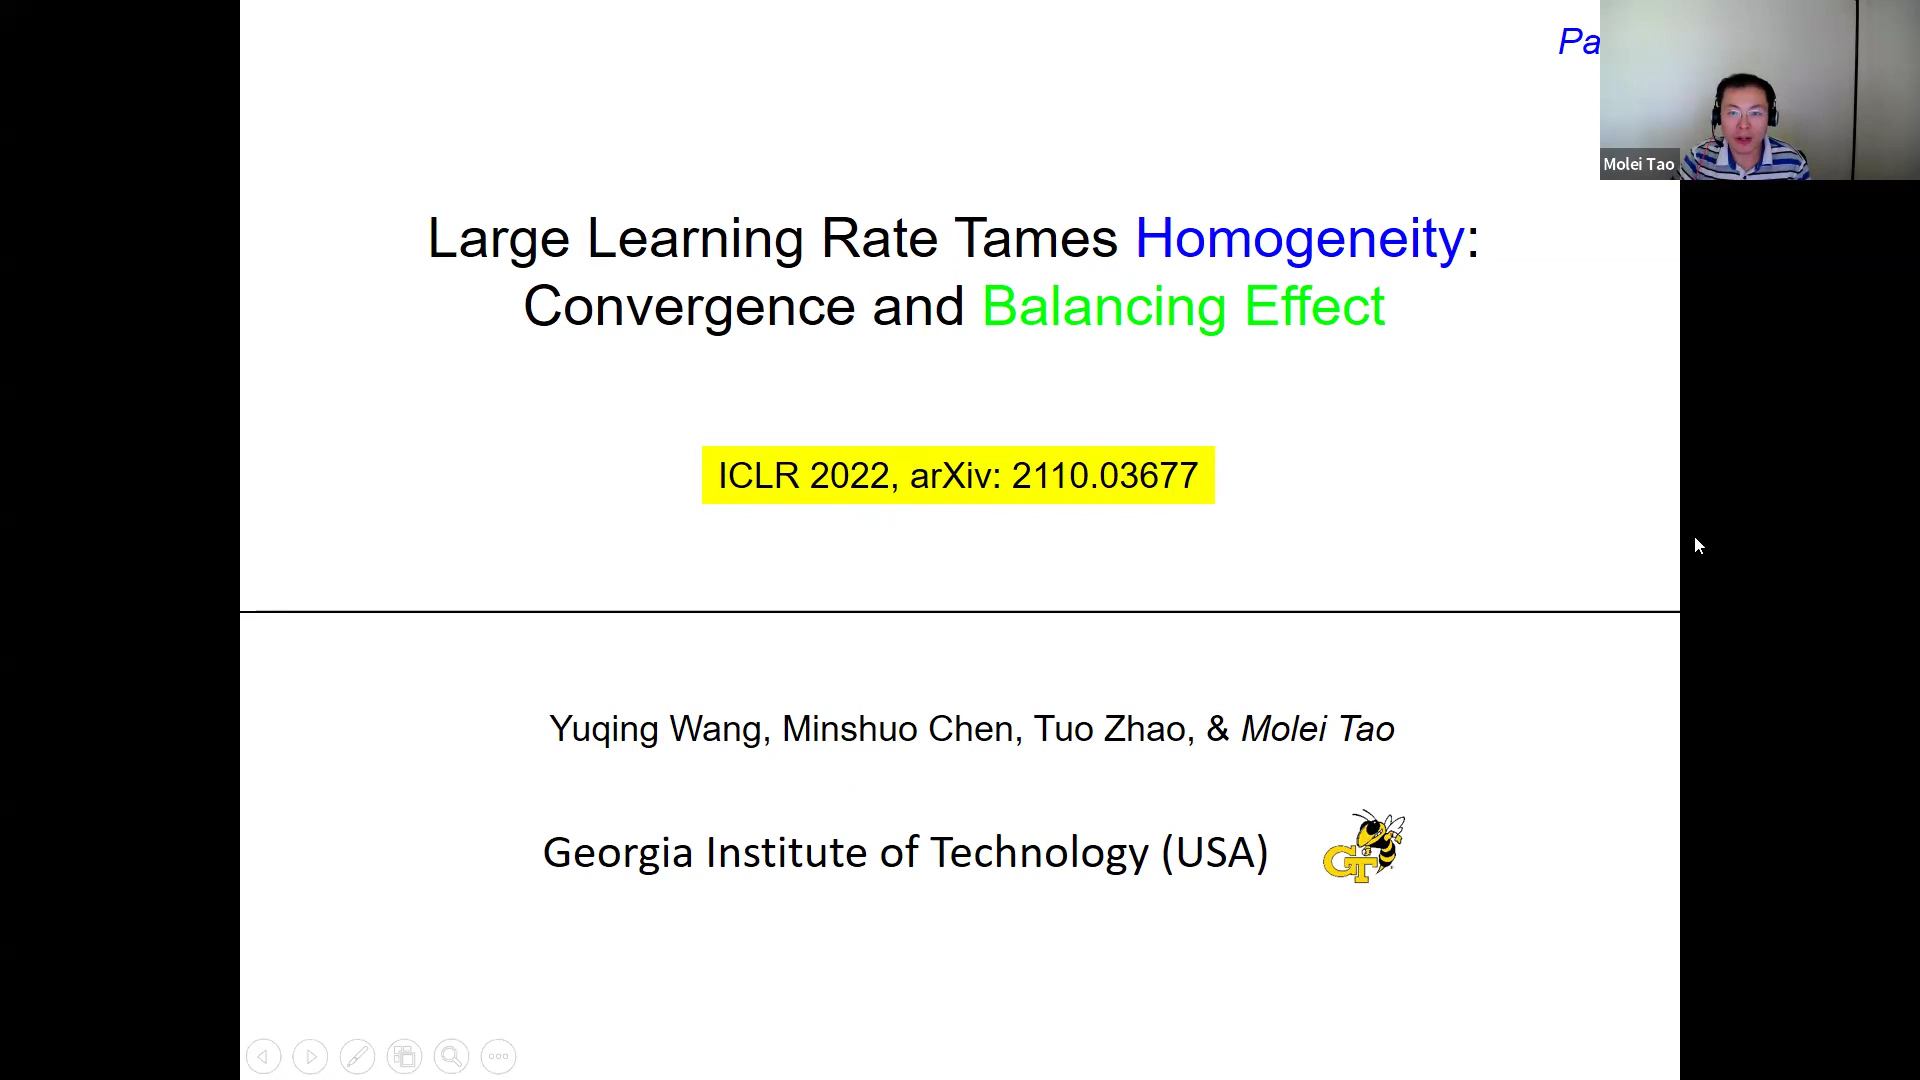 Pa
Molei Tao
Large Learning Rate Tames Homogeneity:
Convergence and Balancing Effect
ICLR 2022, arXiv: 2110.03677
Yuqing Wang, Minshuo Chen, Tuo Zhao, & Molei Tao
Georgia Institute of Technology (USA)
GT